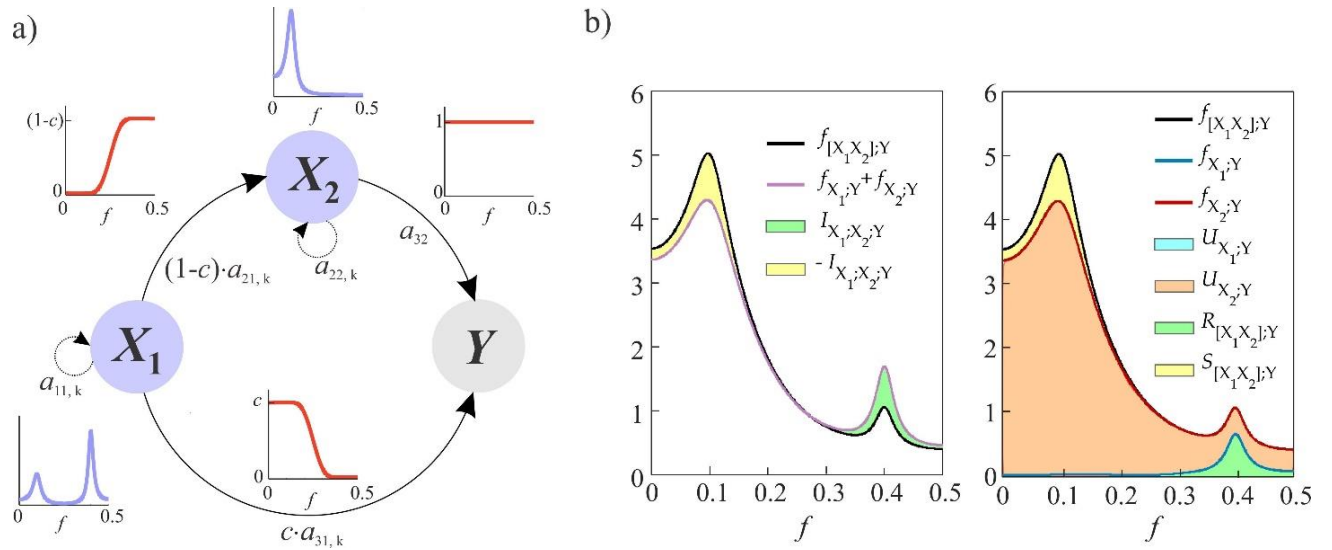 a)
(1-c)
0
0
f
0.5
0
f
0.5
1
0
0
f
0.5
X₂
a₂₂, ₖ
a₃₂
(1-c)·a₂₁, ₖ
X₁
a₁₁, ₖ
Y
0
f
0.5
c
0
0
f
0.5
c·a₃₁, ₖ
b)
6
5
4
3
2
1
0
0
0.1
0.2
0.3
0.4
0.5
f
f[X₁X₂];Y
fX₁;Y+fX₂;Y
IX₁;X₂;Y
-IX₁;X₂;Y
6
5
4
3
2
1
0
0
0.1
0.2
0.3
0.4
0.5
f
f[X₁X₂];Y
fX₁;Y
fX₂;Y
UX₁;Y
UX₂;Y
R[X₁X₂];Y
S[X₁X₂];Y